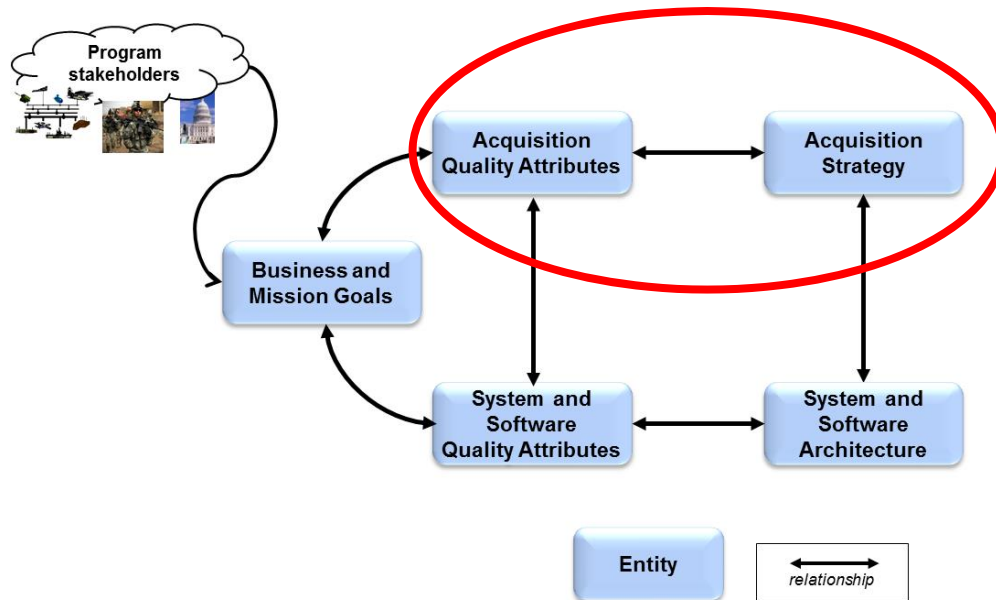 Program
stakeholders
Acquisition
Quality Attributes
Acquisition
Strategy
Business and
Mission Goals
System and
Software
Quality Attributes
System and
Software
Architecture
Entity
relationship